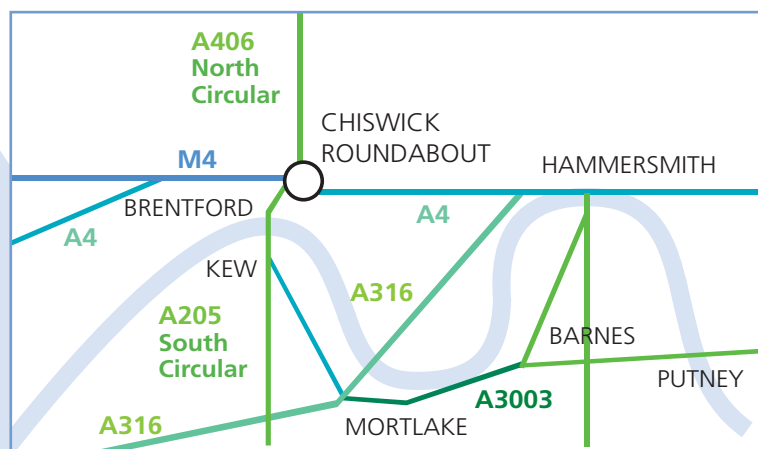 A406
North
Circular
CHISWICK
ROUNDABOUT
M4
HAMMERSMITH
BRENTFORD
A4
A4
KEW
A316
A205
South
Circular
BARNES
PUTNEY
A3003
A316
MORTLAKE